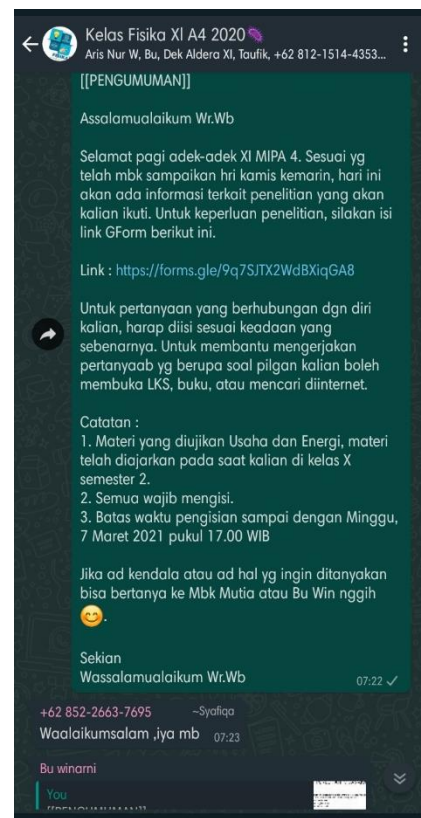 Kelas Fisika XI A4 2020
Aris Nur W, Bu, Dek Aldera XI, Taufik, +62 812-1514-4353...
[[PENGUMUMAN]]
Assalamualaikum Wr.Wb
Selamat pagi adek-adek XI MIPA 4. Sesuai yg
telah mbk sampaikan hri kamis kemarin, hari ini
akan ada informasi terkait penelitian yang akan
kalian ikuti. Untuk keperluan penelitian, silakan isi
link GForm berikut ini.
Link : https://forms.gle/9q7SJTX2WdBXiqGA8
Untuk pertanyaan yang berhubungan dgn diri
kalian, harap diisi sesuai keadaan yang
sebenarnya. Untuk membantu mengerjakan
pertanyaab yg berupa soal pilgan kalian boleh
membuka LKS, buku, atau mencari diinternet.
Catatan :
1. Materi yang diujikan Usaha dan Energi, materi
telah diajarkan pada saat kalian di kelas X
semester 2.
2. Semua wajib mengisi.
3. Batas waktu pengisian sampai dengan Minggu,
7 Maret 2021 pukul 17.00 WIB
Jika ad kendala atau ad hal yg ingin ditanyakan
bisa bertanya ke Mbk Mutia atau Bu Win nggih
😊.
Sekian
Wassalamualaikum Wr.Wb
07:22
+62 852-2663-7695 ~Syafiqa
Waalaikumsalam ,iya mb 07:23
Bu winarni
You
[[PENGUMUMAN]]